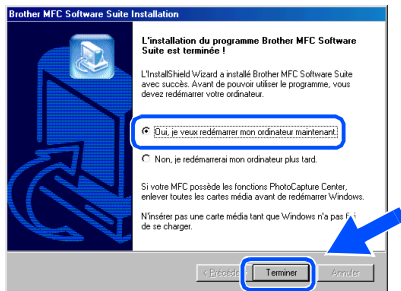 Brother MFC Software Suite Installation
L'installation du programme Brother MFC Software
Suite est terminée !
L'InstallShield Wizard a installé Brother MFC Software Suite
avec succès. Avant de pouvoir utiliser le programme, vous
devez redémarrer votre ordinateur.
Oui, je veux redémarrer mon ordinateur maintenant.
Non, je redémarrerai mon ordinateur plus tard.
Si votre MFC possède les fonctions PhotoCapture Center,
enlever toutes les cartes média avant de redémarrer Windows.
N'insérer pas une carte média tant que Windows n'a pas
de se charger.
< Précédent
Terminer
Annuler